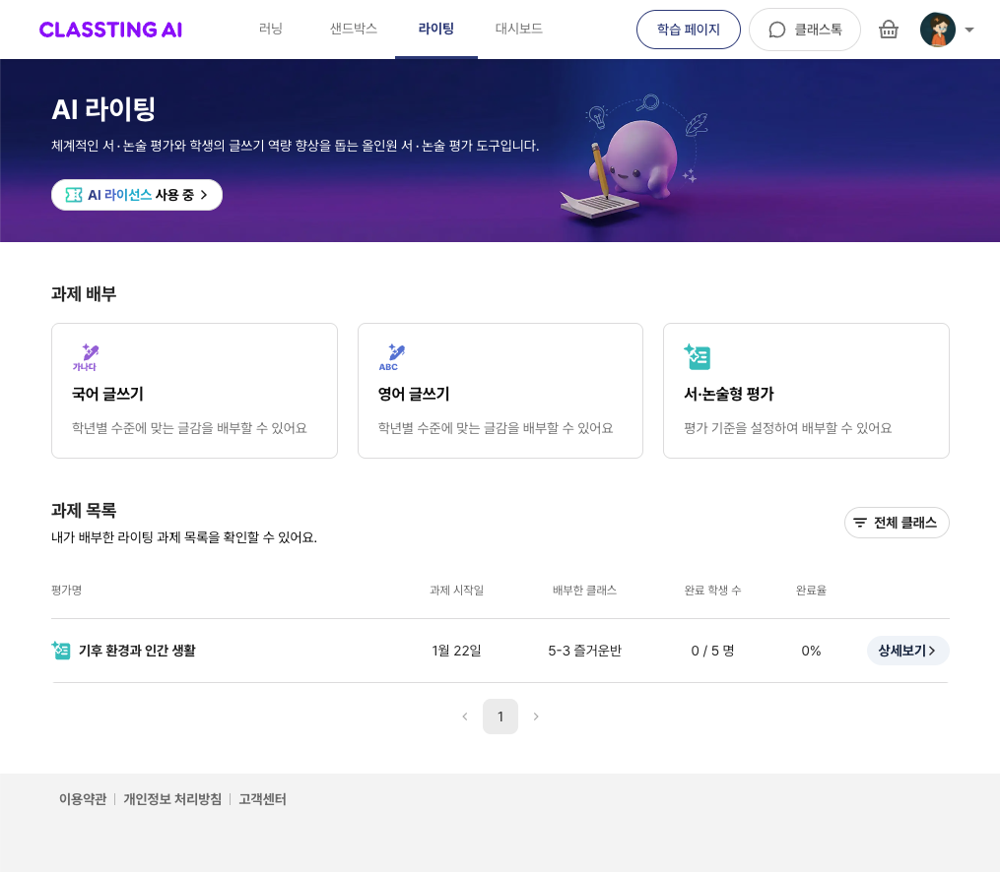 CLASSTING AI
러닝
샌드박스
라이팅
대시보드
학습 페이지
클래스톡
AI 라이팅
체계적인 서·논술 평가와 학생의 글쓰기 역량 향상을 돕는 올인원 서·논술 평가 도구입니다.
AI 라이선스 사용 중
과제 배부
가나다
국어 글쓰기
학년별 수준에 맞는 글감을 배부할 수 있어요
ABC
영어 글쓰기
학년별 수준에 맞는 글감을 배부할 수 있어요
서·논술형 평가
평가 기준을 설정하여 배부할 수 있어요
과제 목록
내가 배부한 라이팅 과제 목록을 확인할 수 있어요.
전체 클래스
평가명 과제 시작일 배부한 클래스 완료 학생 수 완료율
기후 환경과 인간 생활 1월 22일 5-3 즐거운반 0 / 5 명 0% 상세보기
1
이용약관 개인정보 처리방침 고객센터